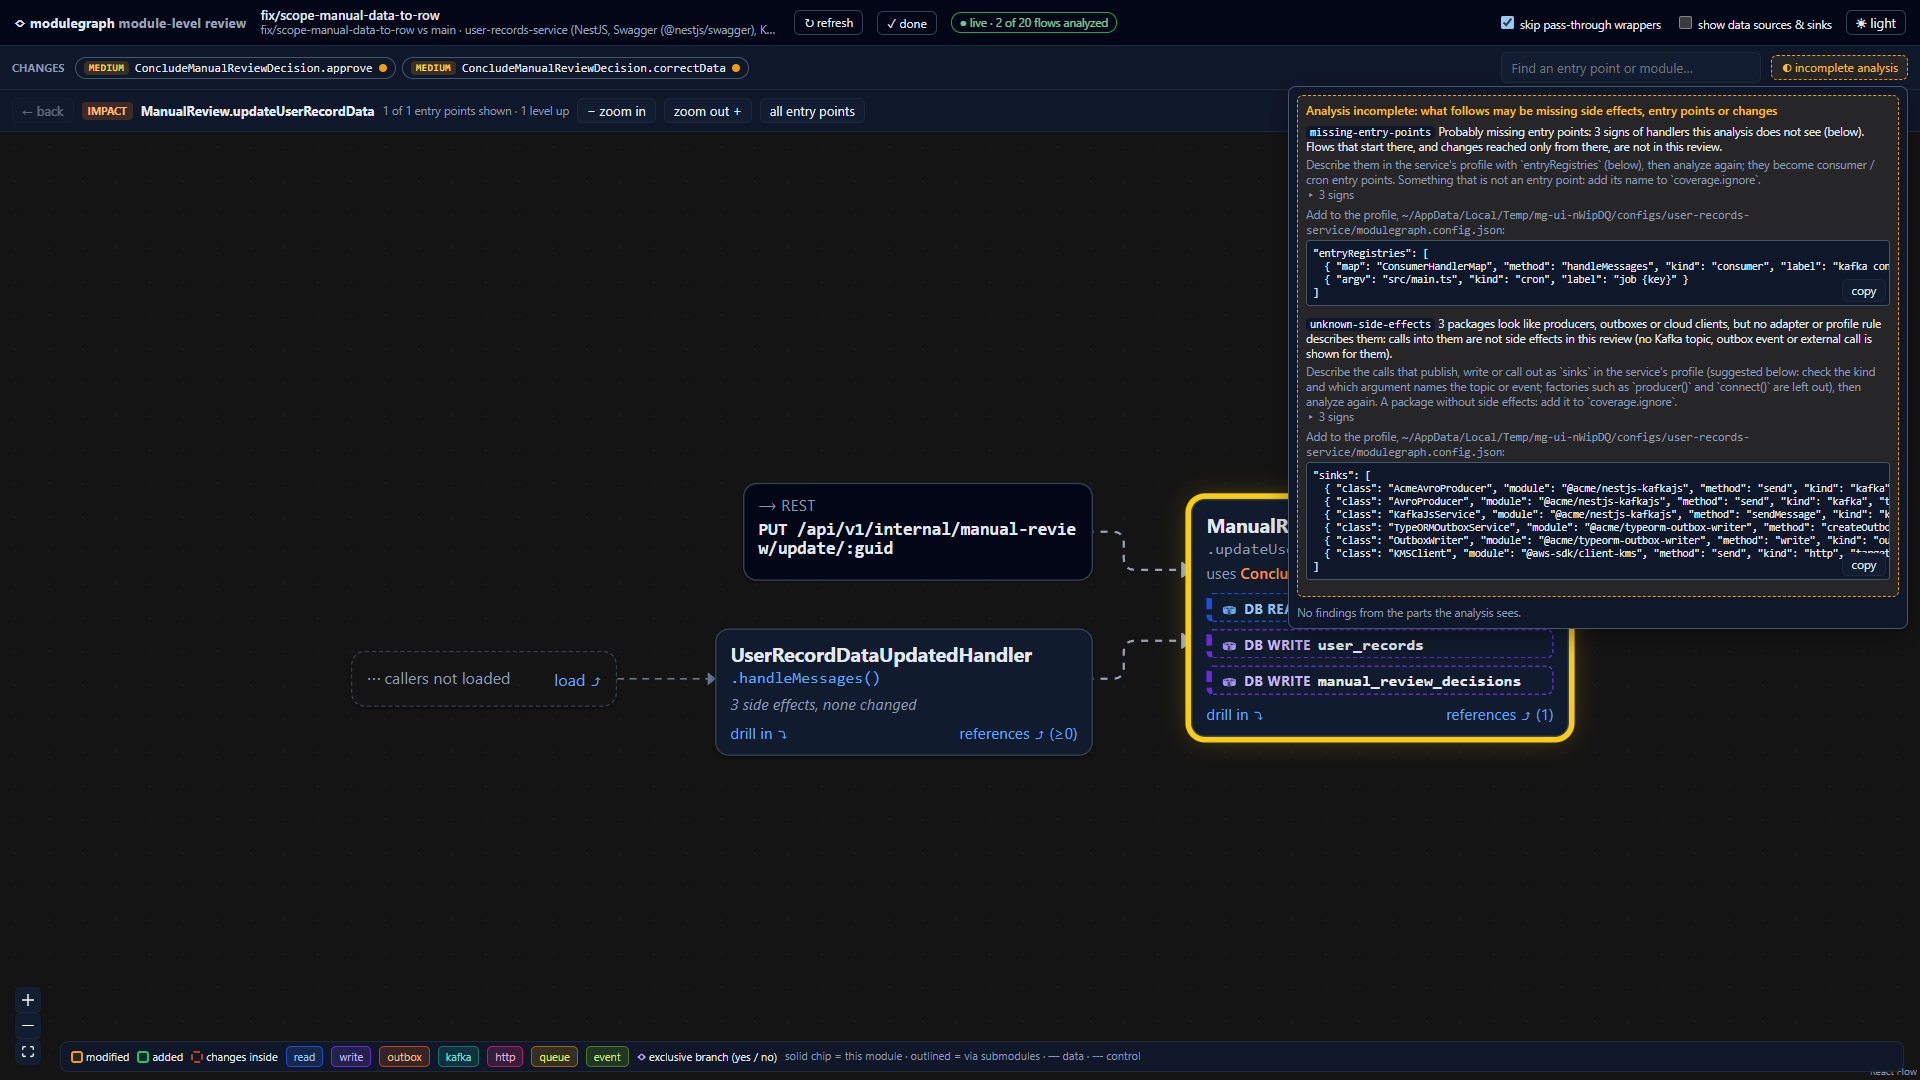 modulegraph module-level review
fix/scope-manual-data-to-row
fix/scope-manual-data-to-row vs main · user-records-service (NestJS, Swagger (@nestjs/swagger), K...
↻ refresh
✓ done
● live · 2 of 20 flows analyzed
skip pass-through wrappers
show data sources & sinks
☀ light
CHANGES
MEDIUM ConcludeManualReviewDecision.approve
MEDIUM ConcludeManualReviewDecision.correctData
Find an entry point or module...
◐ incomplete analysis
← back
IMPACT ManualReview.updateUserRecordData 1 of 1 entry points shown · 1 level up
− zoom in
zoom out +
all entry points
Analysis incomplete: what follows may be missing side effects, entry points or changes
missing-entry-points Probably missing entry points: 3 signs of handlers this analysis does not see (below).
Flows that start there, and changes reached only from there, are not in this review.
Describe them in the service's profile with `entryRegistries` (below), then analyze again; they become consumer /
cron entry points. Something that is not an entry point: add its name to `coverage.ignore`.
‣ 3 signs
Add to the profile, ~/AppData/Local/Temp/mg-ui-nWipDQ/configs/user-records-
service/modulegraph.config.json:
"entryRegistries": [
{ "map": "ConsumerHandlerMap", "method": "handleMessages", "kind": "consumer", "label": "kafka con
{ "argv": "src/main.ts", "kind": "cron", "label": "job {key}" }
]
copy
unknown-side-effects 3 packages look like producers, outboxes or cloud clients, but no adapter or profile rule
describes them: calls into them are not side effects in this review (no Kafka topic, outbox event or external call is
shown for them).
Describe the calls that publish, write or call out as `sinks` in the service's profile (suggested below: check the kind
and which argument names the topic or event; factories such as `producer()` and `connect()` are left out), then
analyze again. A package without side effects: add it to `coverage.ignore`.
‣ 3 signs
Add to the profile, ~/AppData/Local/Temp/mg-ui-nWipDQ/configs/user-records-
service/modulegraph.config.json:
"sinks": [
{ "class": "AcmeAvroProducer", "module": "@acme/nestjs-kafkajs", "method": "send", "kind": "kafka"
{ "class": "AvroProducer", "module": "@acme/nestjs-kafkajs", "method": "send", "kind": "kafka", "t
{ "class": "KafkaJsService", "module": "@acme/nestjs-kafkajs", "method": "sendMessage", "kind": "k
{ "class": "TypeORMOutboxService", "module": "@acme/typeorm-outbox-writer", "method": "createOutbo
{ "class": "OutboxWriter", "module": "@acme/typeorm-outbox-writer", "method": "write", "kind": "ou
{ "class": "KMSClient", "module": "@aws-sdk/client-kms", "method": "send", "kind": "http", "target
]
copy
No findings from the parts the analysis sees.
→ REST
PUT /api/v1/internal/manual-revie
w/update/:guid
ManualR
.updateUse
uses Conclu
DB REA
DB WRITE user_records
DB WRITE manual_review_decisions
drill in ⤵
references ⤴ (1)
UserRecordDataUpdatedHandler
.handleMessages()
3 side effects, none changed
drill in ⤵
references ⤴ (≥0)
··· callers not loaded
load ⤴
modified
added
changes inside
read
write
outbox
kafka
http
queue
event
exclusive branch (yes / no)
solid chip = this module · outlined = via submodules · — data · --- control
React Flow